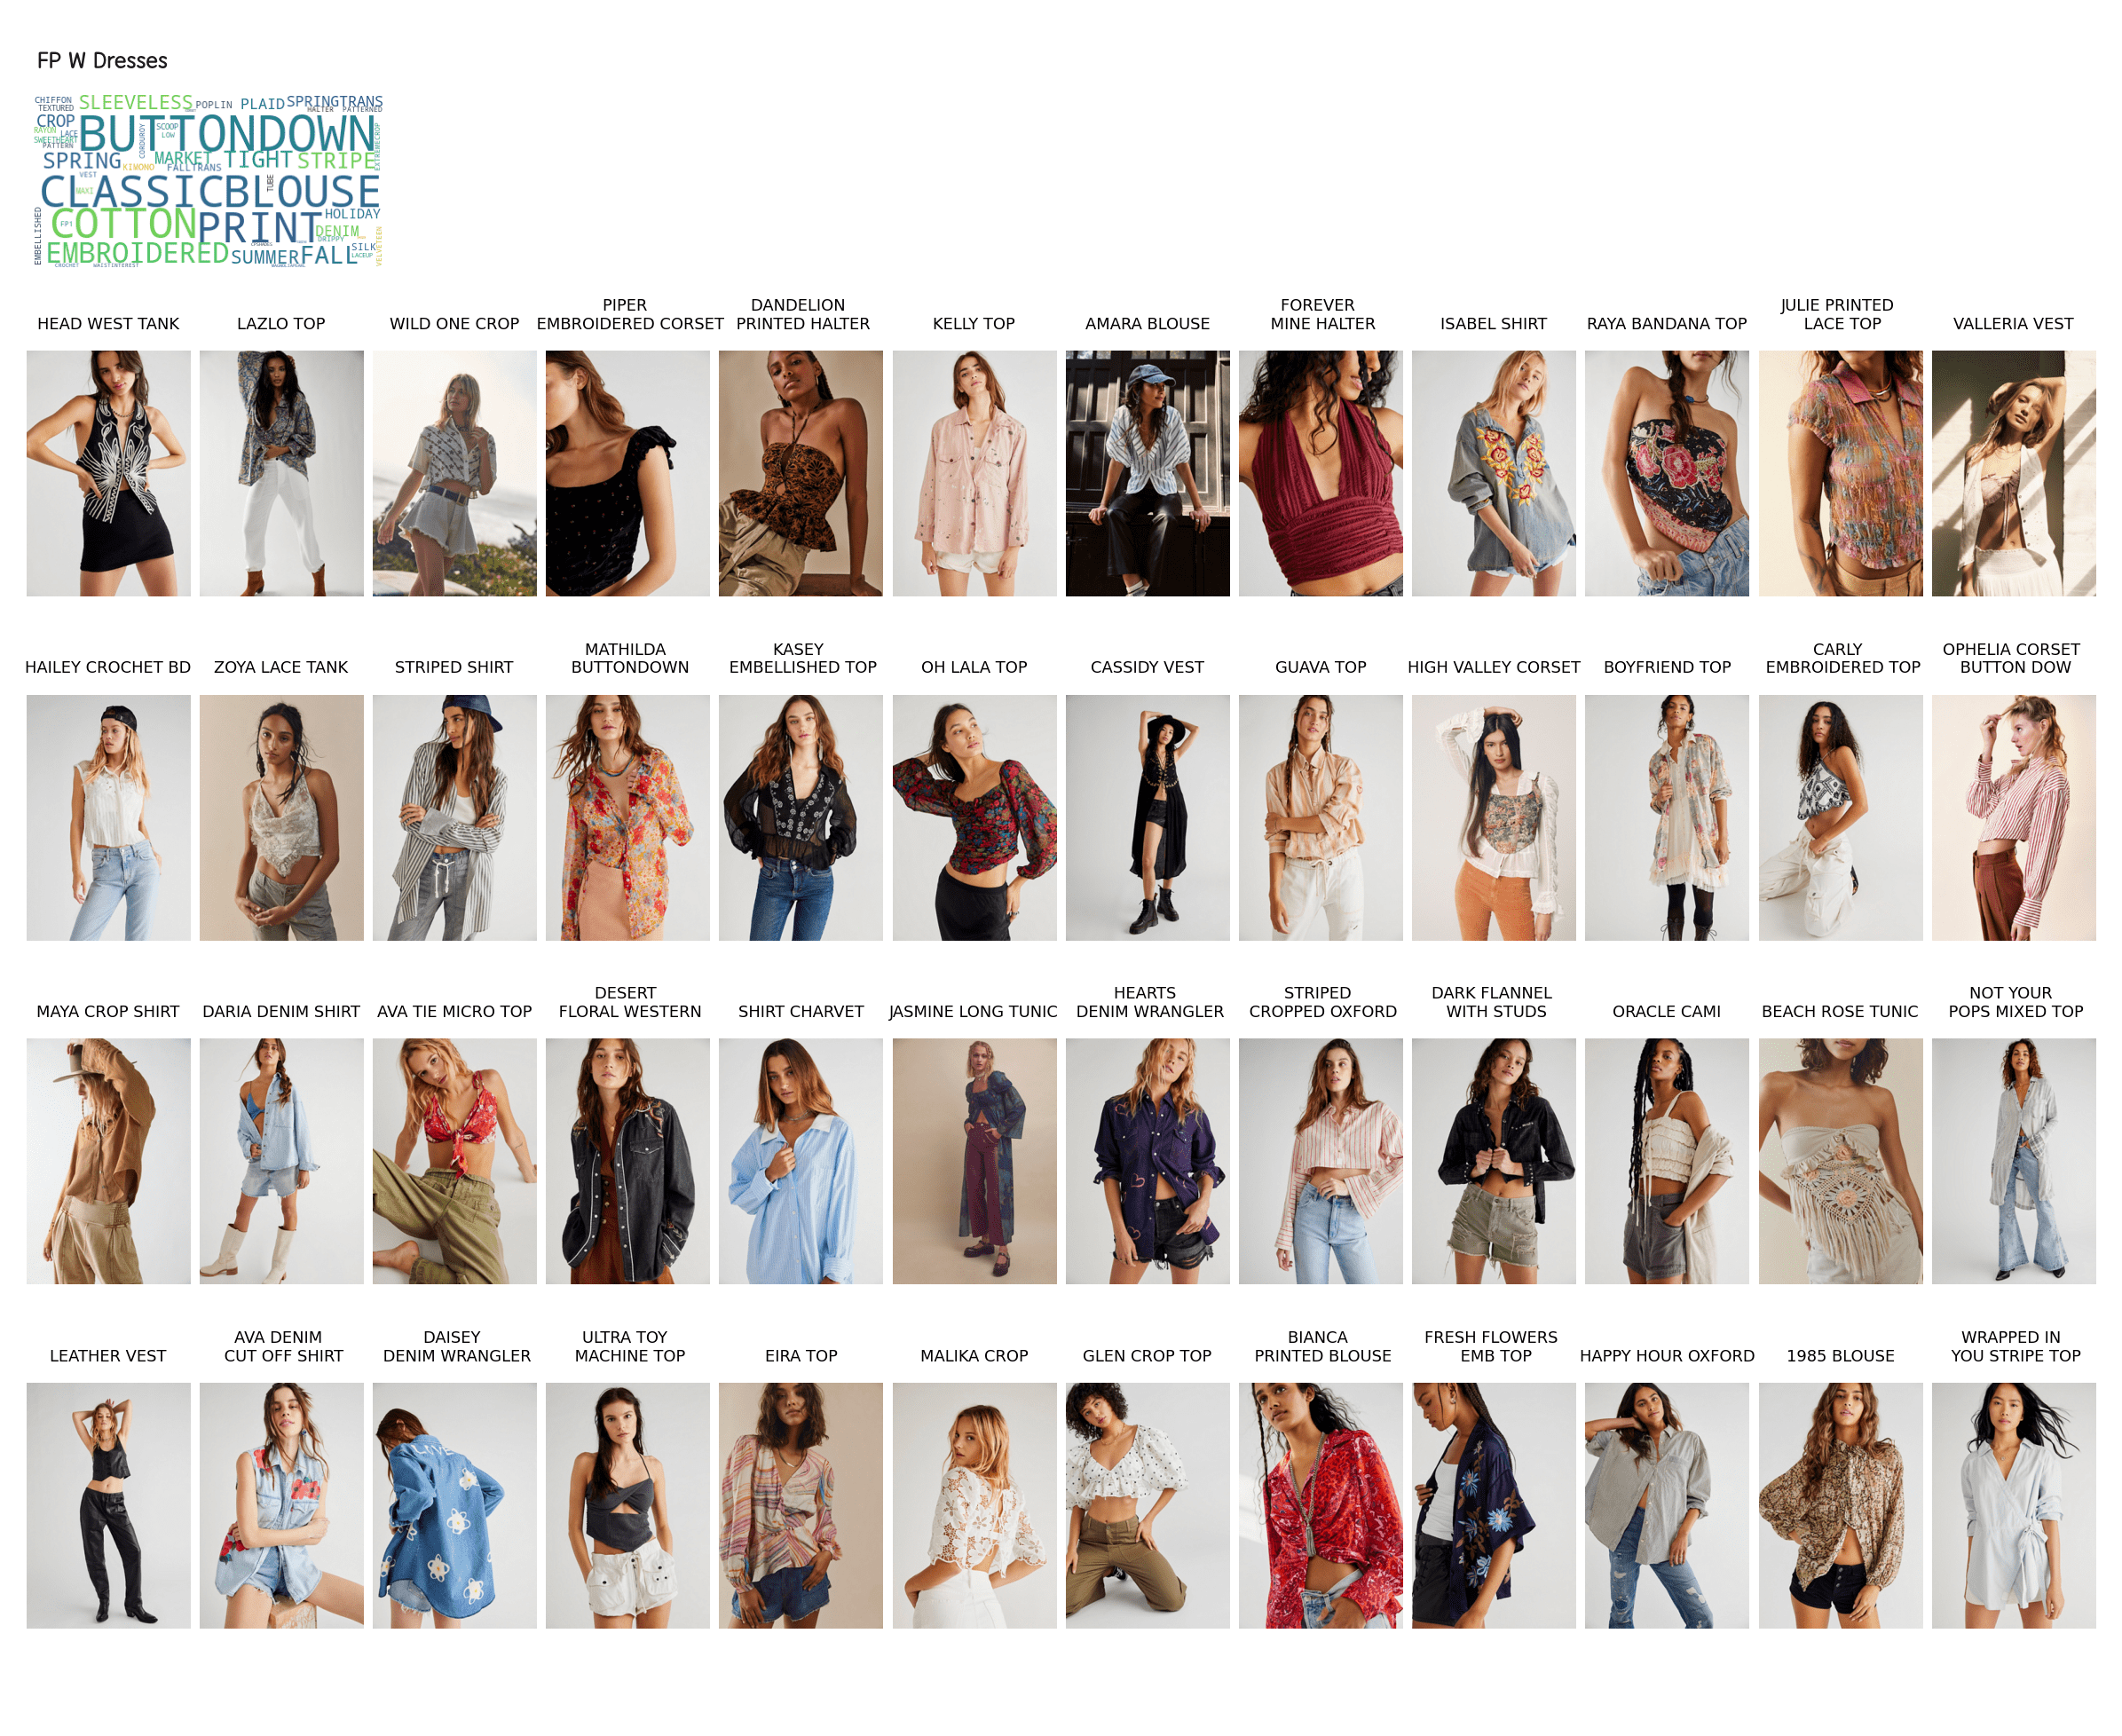 FP W Dresses
CHIFFON SLEEVELESS POPLIN PLAID SPRINGTRANS
TEXTURED HALTER PATTERNED
CROP BUTTONDOWN SCOOP
RAYON LACE CORDUROY LOW
SWEETHEART
PATTERN
SPRING MARKET TIGHT STRIPE
KIMONO FALLTRANS
VEST
CLASSICBLOUSE TUBE
MAXI
COTTON PRINT HOLIDAY
FP1 DENIM
EMBELLISHED DRIPPY
EMBROIDERED SUMMER FALL SILK
LACEUP VELVETEEN
CROCHET WAISTINTEREST
HEAD WEST TANK
LAZLO TOP
WILD ONE CROP
PIPER
EMBROIDERED CORSET
DANDELION
PRINTED HALTER
KELLY TOP
AMARA BLOUSE
FOREVER
MINE HALTER
ISABEL SHIRT
RAYA BANDANA TOP
JULIE PRINTED
LACE TOP
VALLERIA VEST
HAILEY CROCHET BD
ZOYA LACE TANK
STRIPED SHIRT
MATHILDA
BUTTONDOWN
KASEY
EMBELLISHED TOP
OH LALA TOP
CASSIDY VEST
GUAVA TOP
HIGH VALLEY CORSET
BOYFRIEND TOP
CARLY
EMBROIDERED TOP
OPHELIA CORSET
BUTTON DOW
MAYA CROP SHIRT
DARIA DENIM SHIRT
AVA TIE MICRO TOP
DESERT
FLORAL WESTERN
SHIRT CHARVET
JASMINE LONG TUNIC
HEARTS
DENIM WRANGLER
STRIPED
CROPPED OXFORD
DARK FLANNEL
WITH STUDS
ORACLE CAMI
BEACH ROSE TUNIC
NOT YOUR
POPS MIXED TOP
LEATHER VEST
AVA DENIM
CUT OFF SHIRT
DAISEY
DENIM WRANGLER
ULTRA TOY
MACHINE TOP
EIRA TOP
MALIKA CROP
GLEN CROP TOP
BIANCA
PRINTED BLOUSE
FRESH FLOWERS
EMB TOP
HAPPY HOUR OXFORD
1985 BLOUSE
WRAPPED IN
YOU STRIPE TOP